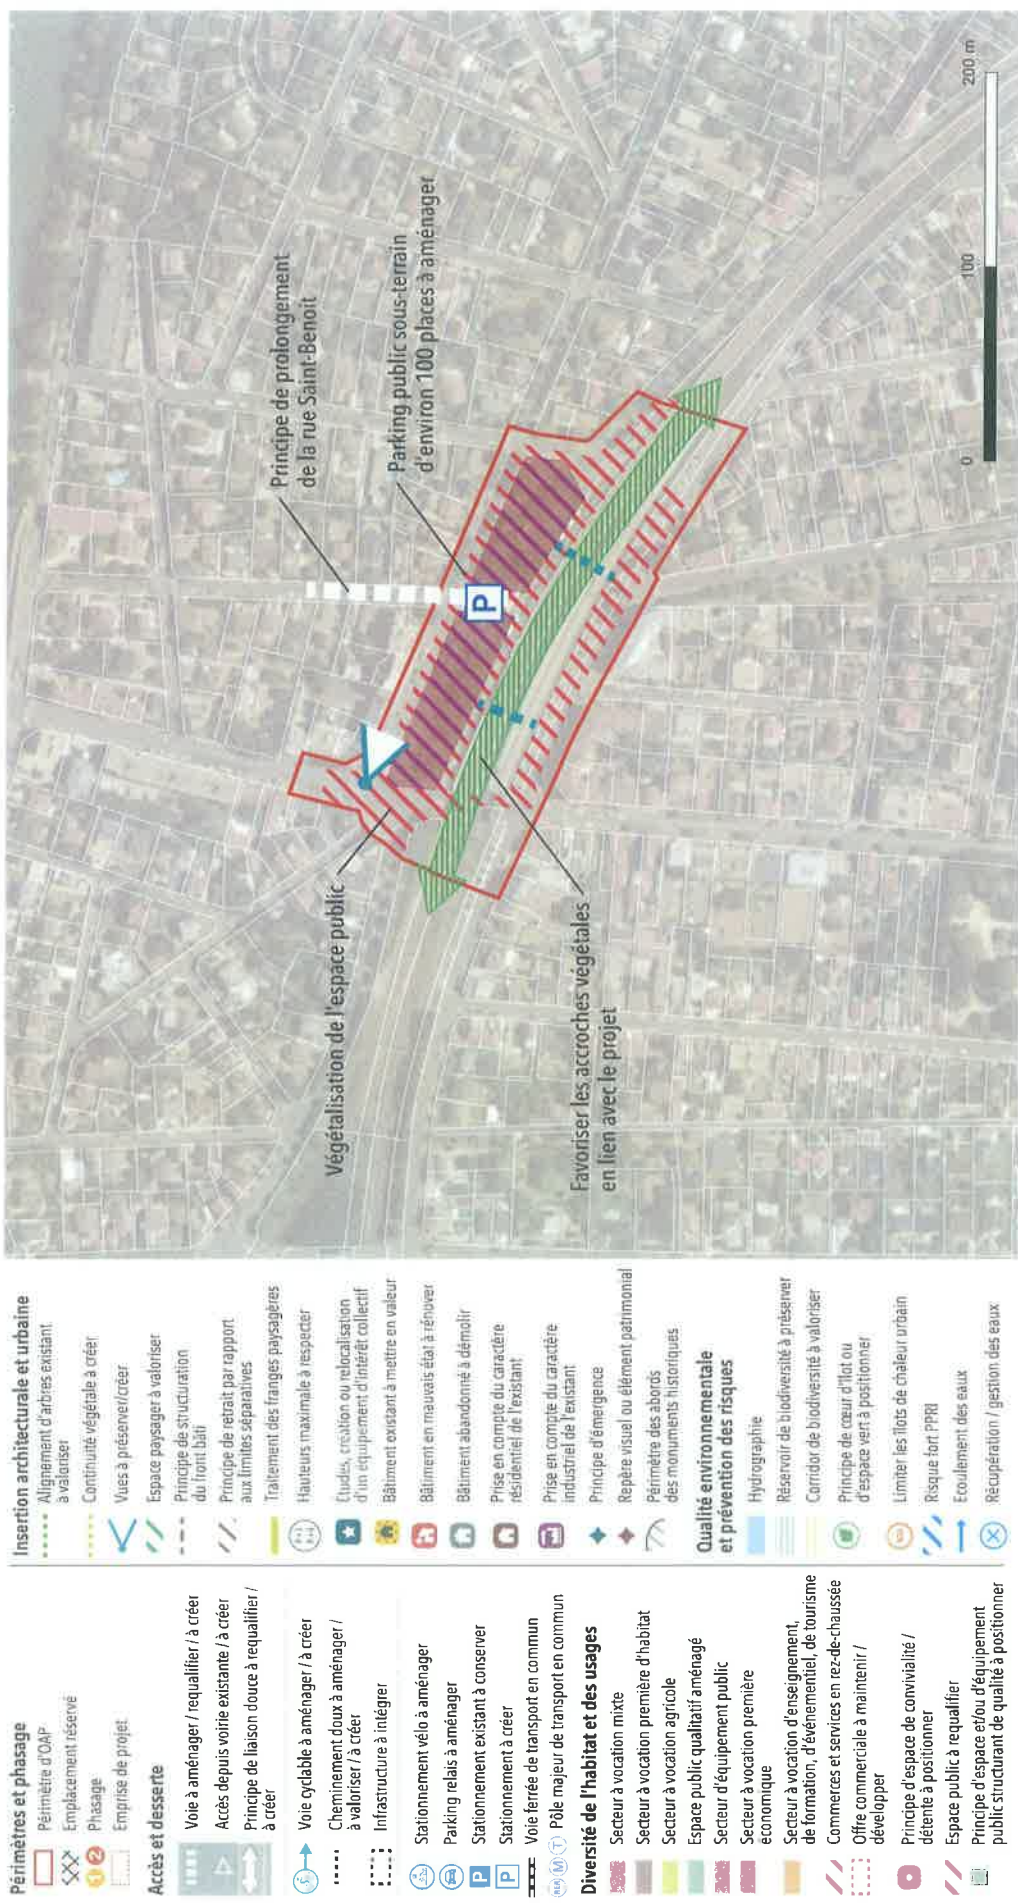 Périmètres et phasage
Périmètre d'OAP
Emplacement réservé
1 2 Phasage
Emprise de projet
Accès et desserte
Voie à aménager / requalifier / à créer
Accès depuis voirie existante / à créer
Principe de liaison douce à requalifier /
à créer
Voie cyclable à aménager / à créer
Cheminement doux à aménager /
à valoriser / à créer
Infrastructure à intégrer
Stationnement vélo à aménager
Parking relais à aménager
P Stationnement existant à conserver
P Stationnement à créer
Voie ferrée de transport en commun
RER M T Pôle majeur de transport en commun
Diversité de l'habitat et des usages
Secteur à vocation mixte
Secteur à vocation première d'habitat
Secteur à vocation agricole
Espace public qualitatif aménagé
Secteur d'équipement public
Secteur à vocation première
économique
Secteur à vocation d'enseignement,
de formation, d'événementiel, de tourisme
Commerces et services en rez-de-chaussée
Offre commerciale à maintenir /
développer
Principe d'espace de convivialité /
détente à positionner
Espace public à requalifier
Principe d'espace et/ou d'équipement
public structurant de qualité à positionner
Insertion architecturale et urbaine
Alignement d'arbres existant
à valoriser
Continuité végétale à créer
Vues à préserver/créer
Espace paysager à valoriser
Principe de structuration
du front bâti
Principe de retrait par rapport
aux limites séparatives
Traitement des franges paysagères
Hauteurs maximale à respecter
Etudes, création ou relocalisation
d'un équipement d'intérêt collectif
Bâtiment existant à mettre en valeur
Bâtiment en mauvais état à rénover
Bâtiment abandonné à démolir
Prise en compte du caractère
résidentiel de l'existant
Prise en compte du caractère
industriel de l'existant
Principe d'émergence
Repère visuel ou élément patrimonial
Périmètre des abords
des monuments historiques
Qualité environnementale
et prévention des risques
Hydrographie
Réservoir de biodiversité à préserver
Corridor de biodiversité à valoriser
Principe de cœur d'îlot ou
d'espace vert à positionner
Limiter les îlots de chaleur urbain
Risque fort PPRI
Ecoulement des eaux
Récupération / gestion des eaux
Principe de prolongement
de la rue Saint-Benoit
Parking public sous-terrain
d'environ 100 places à aménager
P
Végétalisation de l'espace public
Favoriser les accroches végétales
en lien avec le projet
0 100 200 m